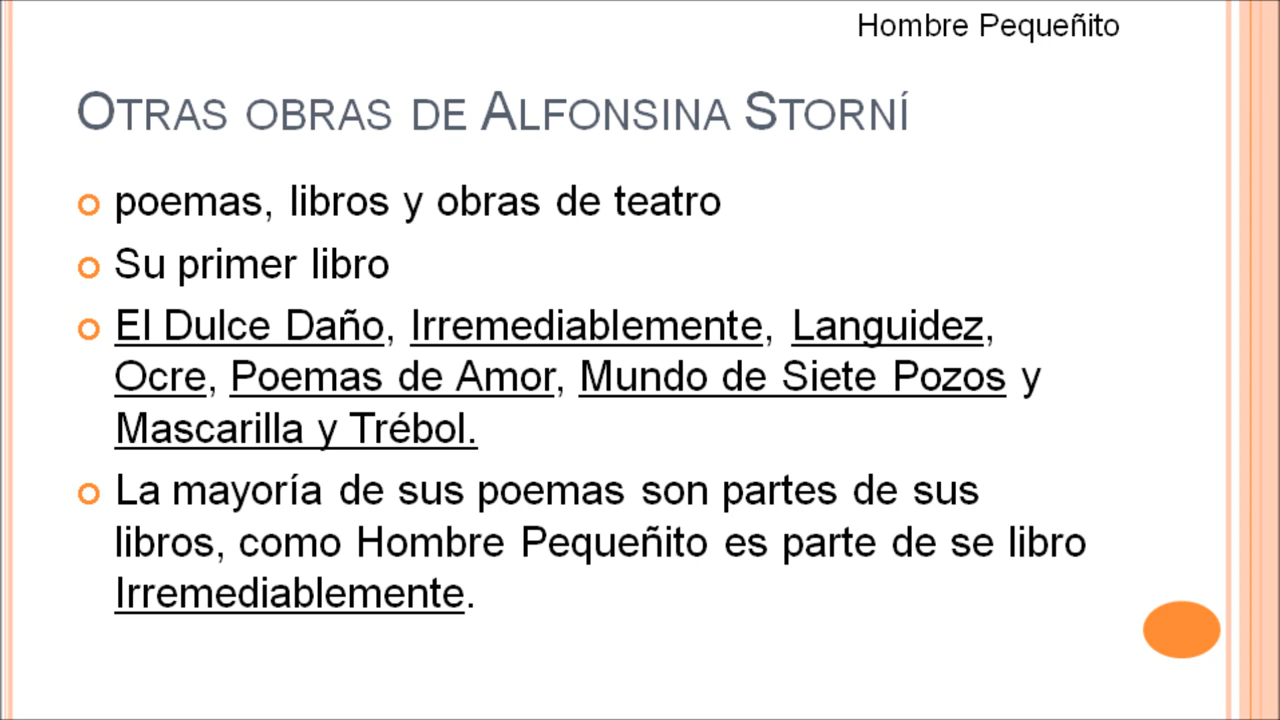 Hombre Pequeñito
Otras obras de Alfonsina Storní
poemas, libros y obras de teatro
Su primer libro
El Dulce Daño, Irremediablemente, Languidez,
Ocre, Poemas de Amor, Mundo de Siete Pozos y
Mascarilla y Trébol.
La mayoría de sus poemas son partes de sus
libros, como Hombre Pequeñito es parte de se libro
Irremediablemente.